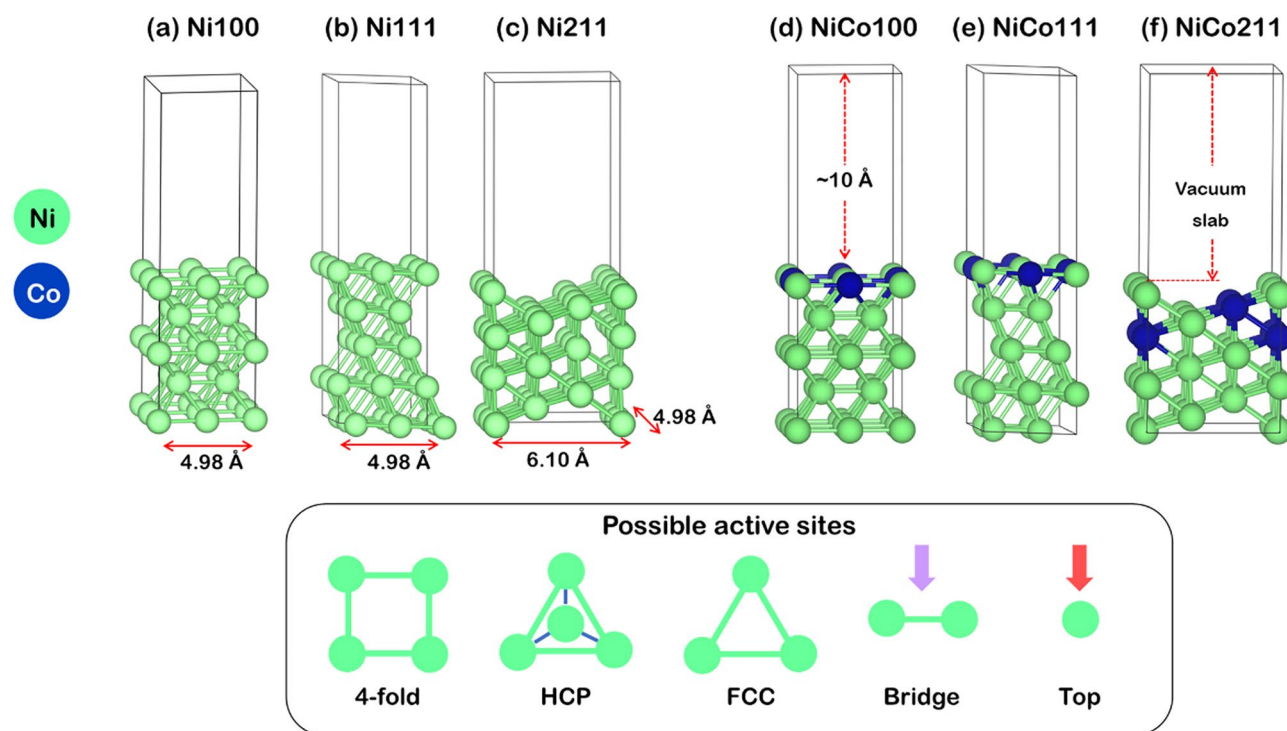 (a) Ni100 (b) Ni111 (c) Ni211 (d) NiCo100 (e) NiCo111 (f) NiCo211
~10 Å
Vacuum
slab
Ni
Co
4.98 Å
4.98 Å
6.10 Å
4.98 Å
Possible active sites
4-fold HCP FCC Bridge Top